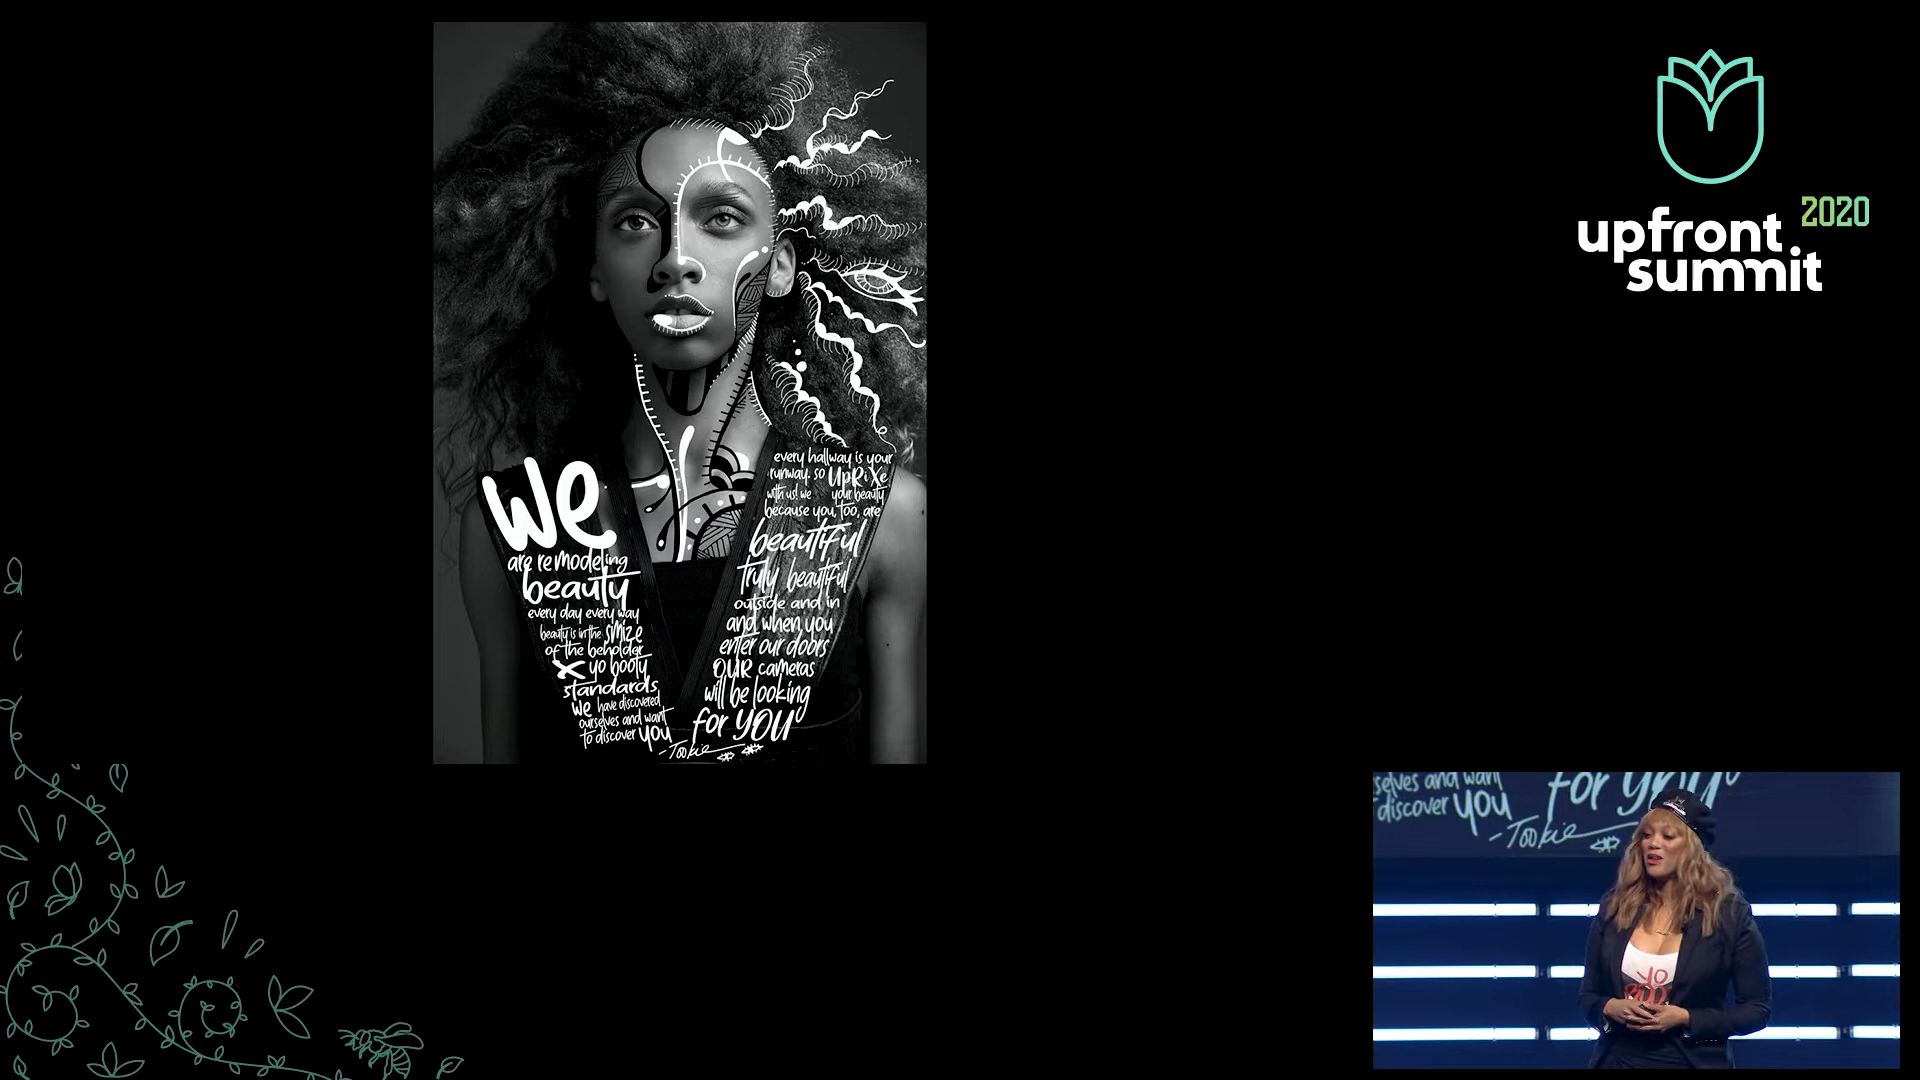 We
are remodeling
beauty
every day every way
beauty is in the smize
of the beholder
X yo booty
standards
we have discovered
ourselves and want
to discover you
every hallway is your
runway. so UpRiXe
with us! we your beauty
because you, too, are
beautiful
truly beautiful
outside and in
and when you
enter our doors
OUR cameras
will be looking
for YOU
-Tookie
2020
upfront
summit
selves and want
discover you
for you
-Tookie
YO